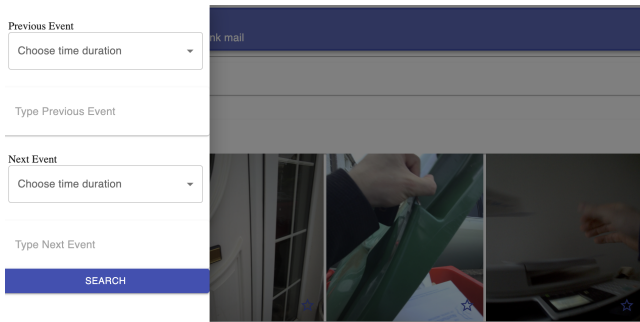 Previous Event
Choose time duration
nk mail
Type Previous Event
Next Event
Choose time duration
Type Next Event
SEARCH